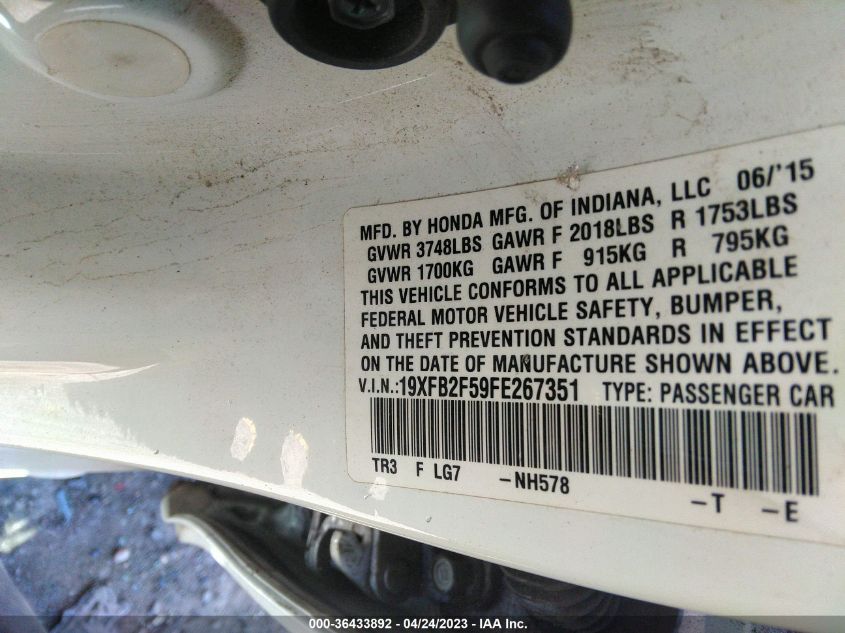 MFD. BY HONDA MFG. OF INDIANA, LLC 06/'15
GVWR 3748LBS GAWR F 2018LBS R 1753LBS
GVWR 1700KG GAWR F 915KG R 795KG
THIS VEHICLE CONFORMS TO ALL APPLICABLE
FEDERAL MOTOR VEHICLE SAFETY, BUMPER,
AND THEFT PREVENTION STANDARDS IN EFFECT
ON THE DATE OF MANUFACTURE SHOWN ABOVE.
V.I.N.:19XFB2F59FE267351 TYPE: PASSENGER CAR
TR3 F LG7 -NH578 -T -E
000-36433892 - 04/24/2023 - IAA Inc.